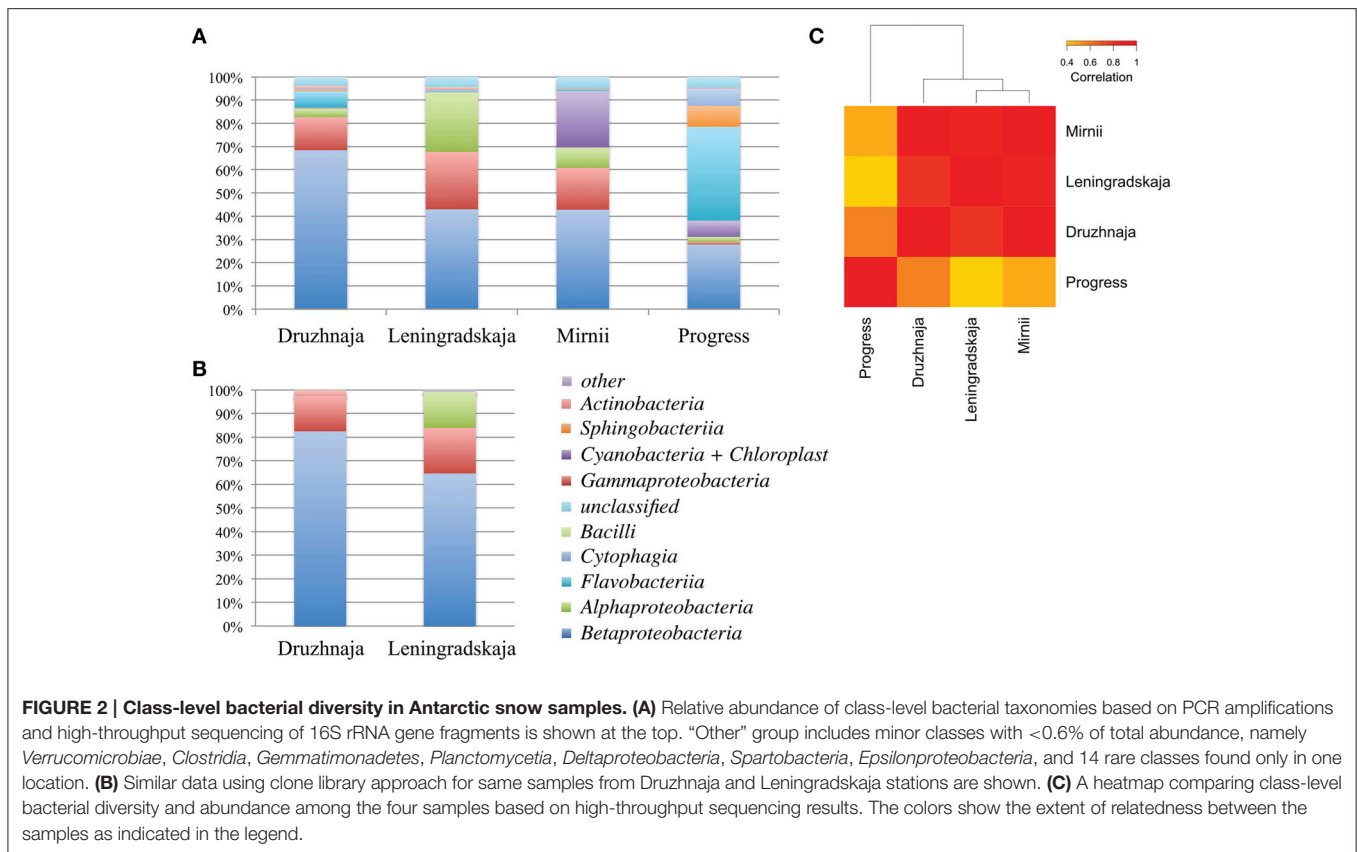 A
100%
90%
80%
70%
60%
50%
40%
30%
20%
10%
0%
Druzhnaja Leningradskaja Mirnii Progress
B
100%
90%
80%
70%
60%
50%
40%
30%
20%
10%
0%
Druzhnaja Leningradskaja
other
Actinobacteria
Sphingobacteriia
Cyanobacteria + Chloroplast
Gammaproteobacteria
unclassified
Bacilli
Cytophagia
Flavobacteriia
Alphaproteobacteria
Betaproteobacteria
C
0.4 0.6 0.8 1
Correlation
Mirnii
Leningradskaja
Druzhnaja
Progress
Progress
Druzhnaja
Leningradskaja
Mirnii
FIGURE 2 | Class-level bacterial diversity in Antarctic snow samples. (A) Relative abundance of class-level bacterial taxonomies based on PCR amplifications
and high-throughput sequencing of 16S rRNA gene fragments is shown at the top. “Other” group includes minor classes with <0.6% of total abundance, namely
Verrucomicrobiae, Clostridia, Gemmatimonadetes, Planctomycetia, Deltaproteobacteria, Spartobacteria, Epsilonproteobacteria, and 14 rare classes found only in one
location. (B) Similar data using clone library approach for same samples from Druzhnaja and Leningradskaja stations are shown. (C) A heatmap comparing class-level
bacterial diversity and abundance among the four samples based on high-throughput sequencing results. The colors show the extent of relatedness between the
samples as indicated in the legend.